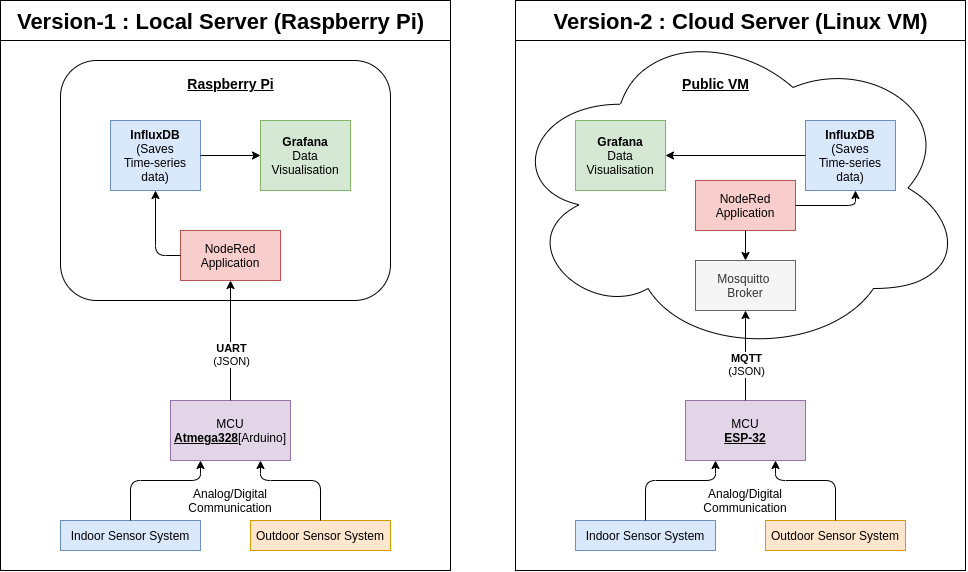 Version-1 : Local Server (Raspberry Pi)
Raspberry Pi
InfluxDB
(Saves
Time-series
data)
Grafana
Data
Visualisation
NodeRed
Application
UART
(JSON)
MCU
Atmega328[Arduino]
Analog/Digital
Communication
Indoor Sensor System
Outdoor Sensor System
Version-2 : Cloud Server (Linux VM)
Public VM
Grafana
Data
Visualisation
InfluxDB
(Saves
Time-series
data)
NodeRed
Application
Mosquitto
Broker
MQTT
(JSON)
MCU
ESP-32
Analog/Digital
Communication
Indoor Sensor System
Outdoor Sensor System